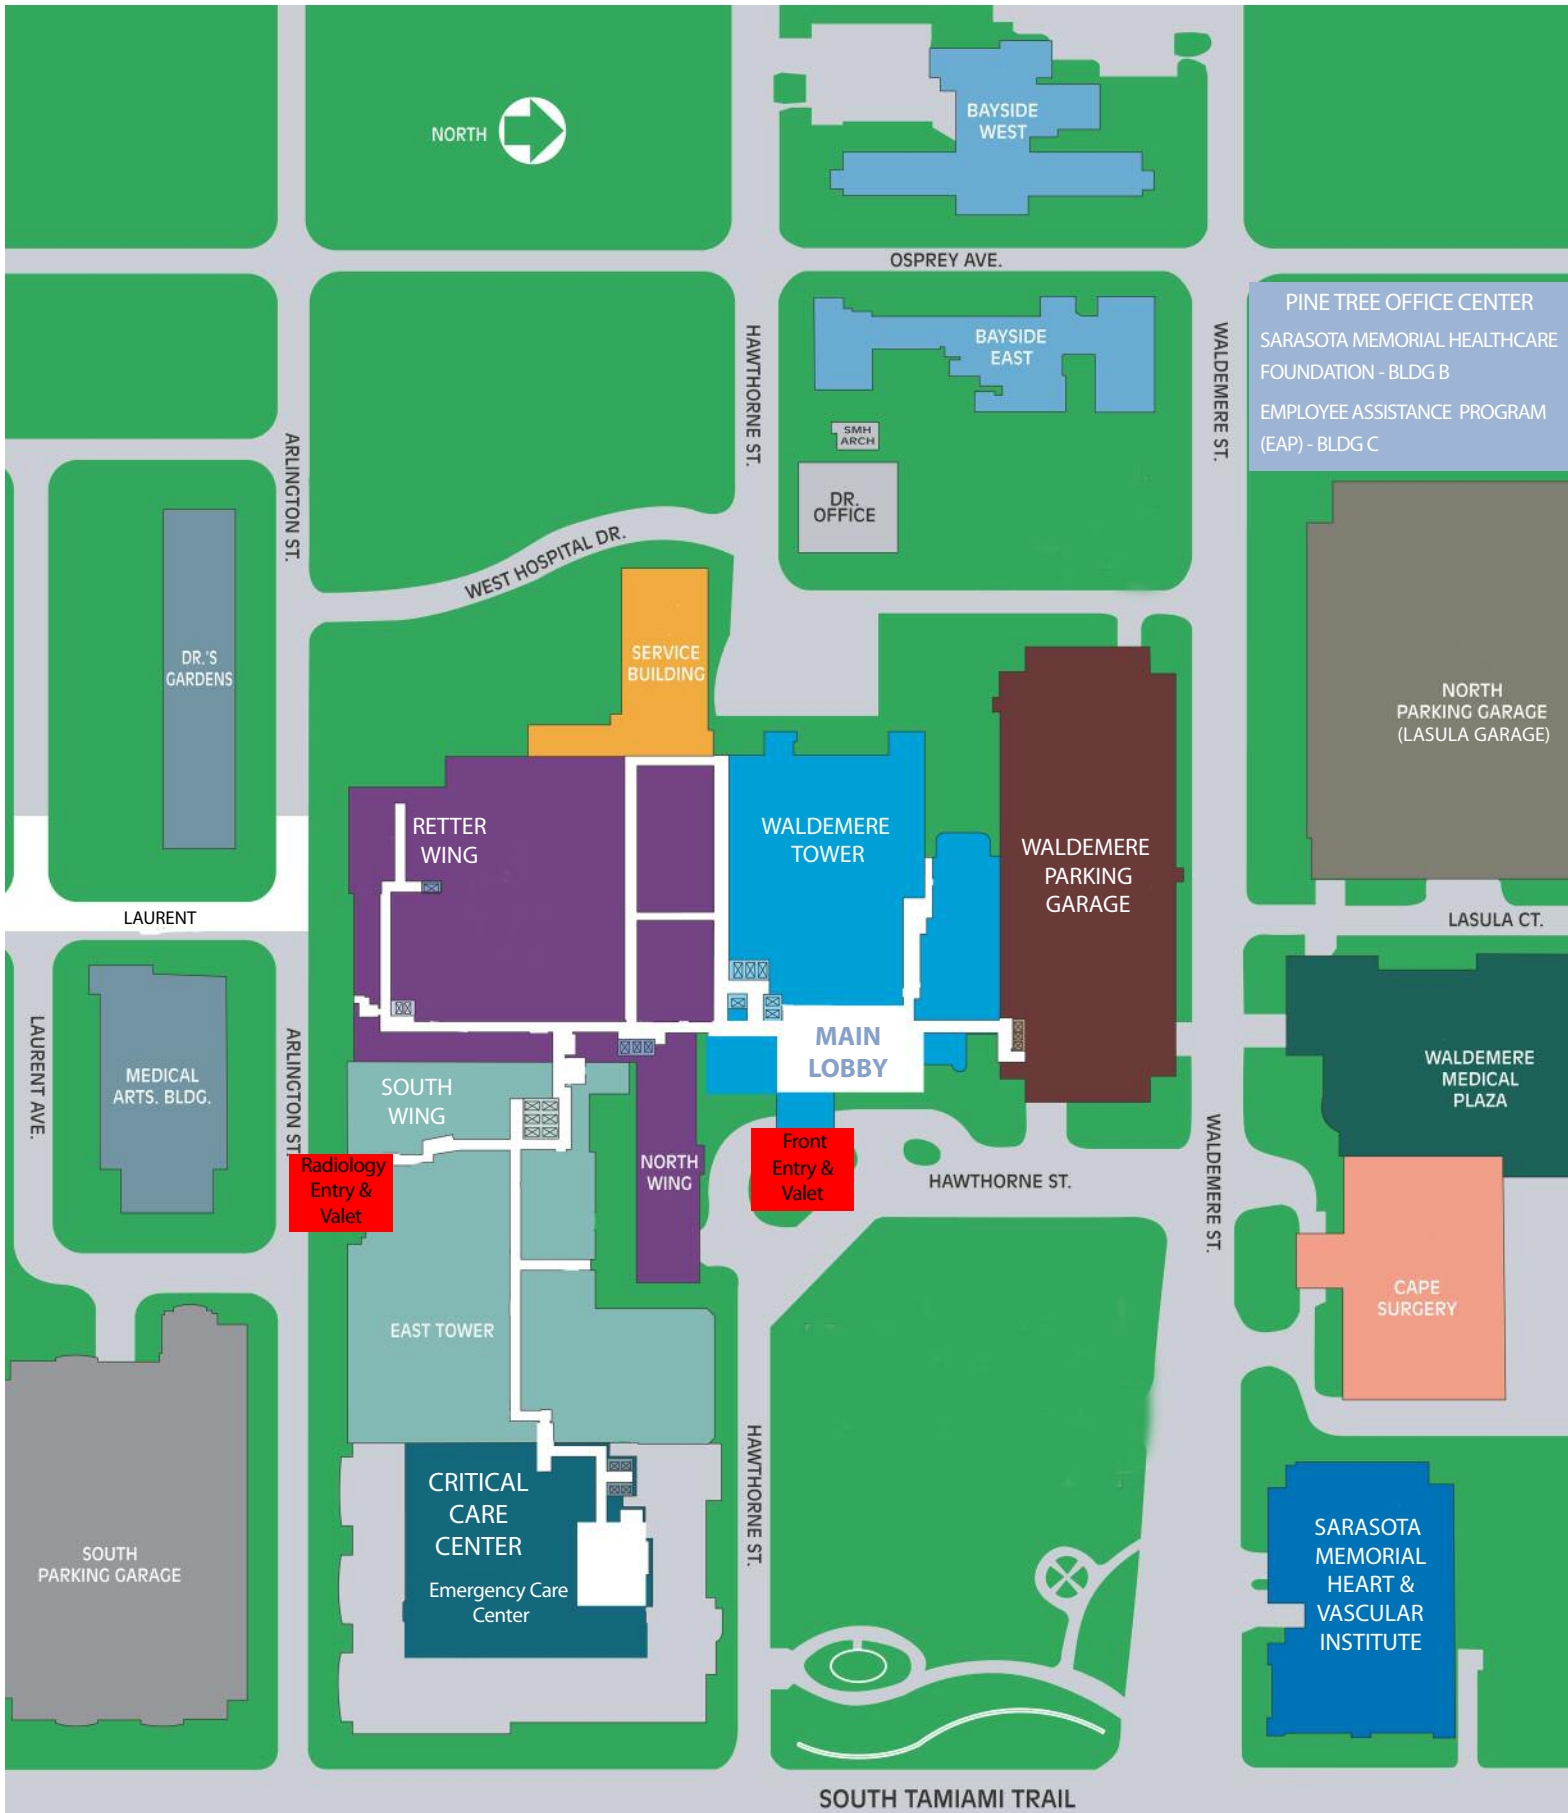 BAYSIDE
WEST
NORTH
OSPREY AVE.
PINE TREE OFFICE CENTER
SARASOTA MEMORIAL HEALTHCARE
FOUNDATION - BLDG B
EMPLOYEE ASSISTANCE PROGRAM
(EAP) - BLDG C
HAWTHORNE ST.
BAYSIDE
EAST
WALDEMERE ST.
SMH
ARCH
ARLINGTON ST.
DR.
OFFICE
WEST HOSPITAL DR.
DR.'S
GARDENS
SERVICE
BUILDING
NORTH
PARKING GARAGE
(LASULA GARAGE)
RETTER
WING
WALDEMERE
TOWER
WALDEMERE
PARKING
GARAGE
LAURENT
LASULA CT.
LAURENT AVE.
MEDICAL
ARTS. BLDG.
ARLINGTON ST.
SOUTH
WING
MAIN
LOBBY
WALDEMERE
MEDICAL
PLAZA
Radiology
Entry &
Valet
NORTH
WING
Front
Entry &
Valet
HAWTHORNE ST.
WALDEMERE ST.
CAPE
SURGERY
EAST TOWER
HAWTHORNE ST.
CRITICAL
CARE
CENTER
Emergency Care
Center
SOUTH
PARKING GARAGE
SARASOTA
MEMORIAL
HEART &
VASCULAR
INSTITUTE
SOUTH TAMIAMI TRAIL